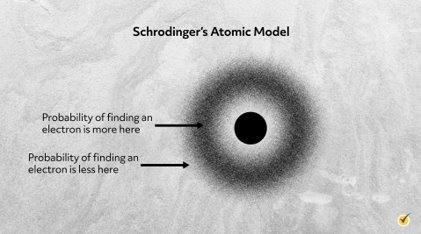 Schrodinger's Atomic Model
Probability of finding an
electron is more here
Probability of finding an
electron is less here